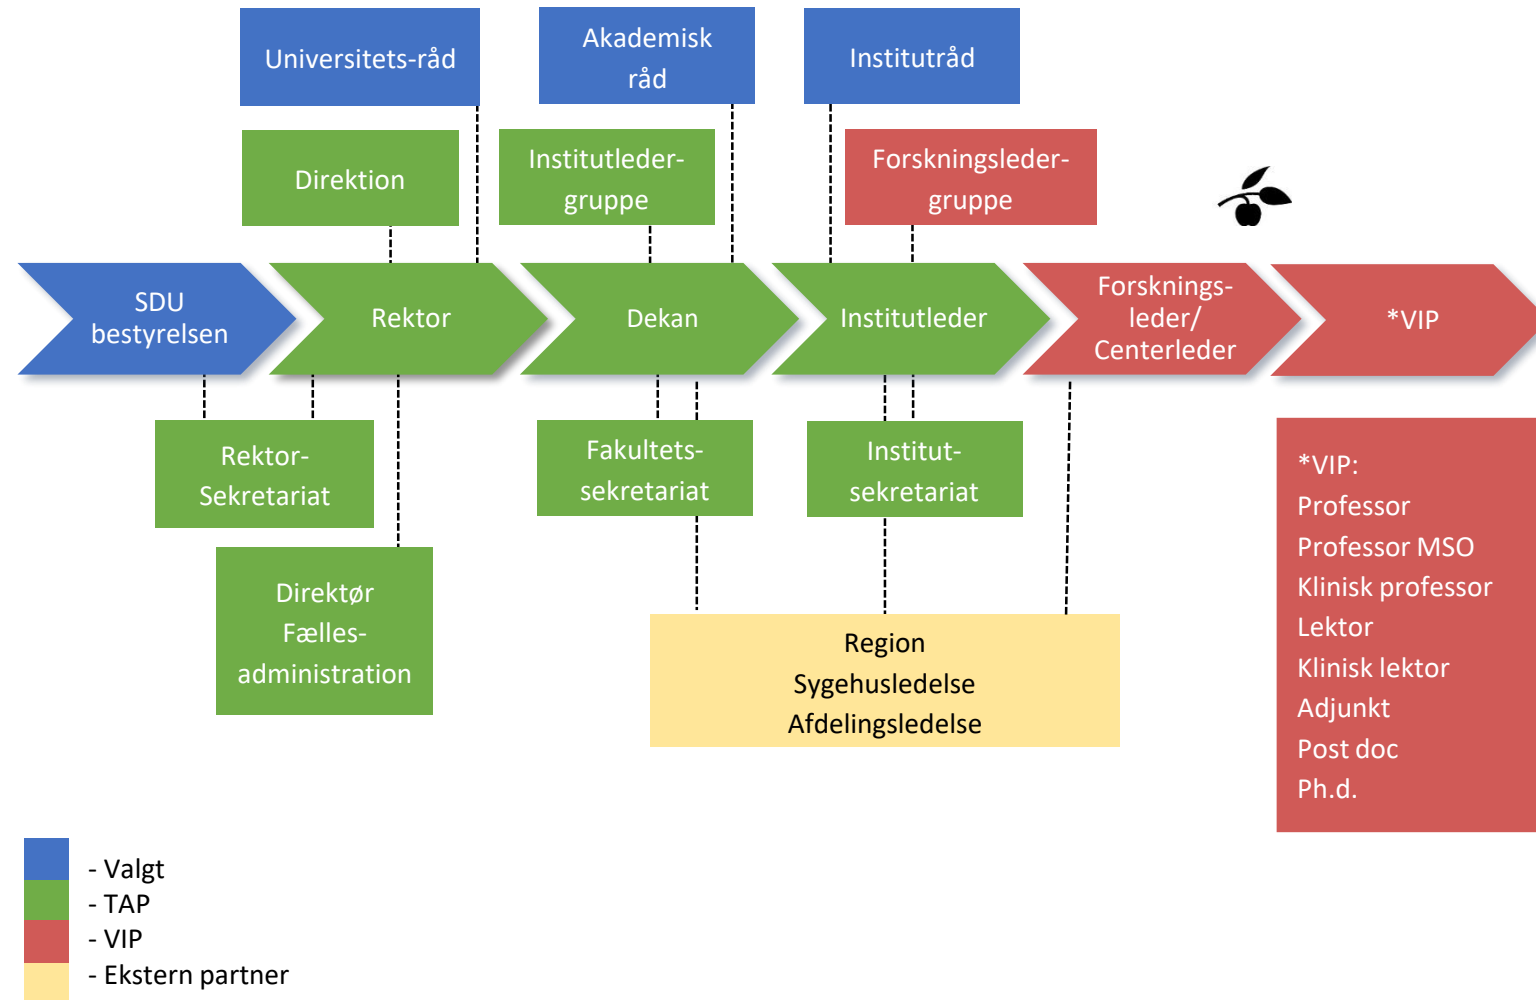 Universitets-råd
Akademisk
råd
Institutråd
Direktion
Institutleder-
gruppe
Forskningsleder-
gruppe
SDU
bestyrelsen
Rektor
Dekan
Institutleder
Forsknings-
leder/
Centerleder
*VIP
Rektor-
Sekretariat
Fakultets-
sekretariat
Institut-
sekretariat
Direktør
Fælles-
administration
Region
Sygehusledelse
Afdelingsledelse
*VIP:
Professor
Professor MSO
Klinisk professor
Lektor
Klinisk lektor
Adjunkt
Post doc
Ph.d.
- Valgt
- TAP
- VIP
- Ekstern partner